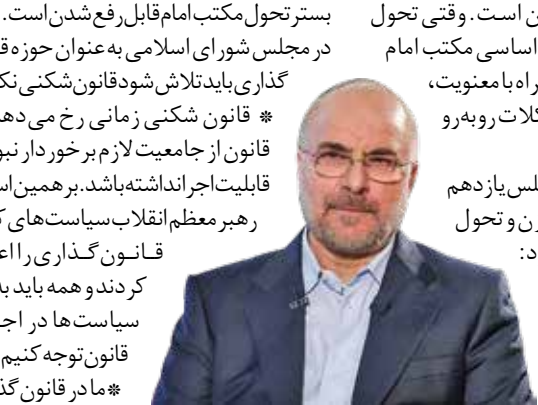 ن است. وقتی تحول
اساسی مکتب امام
راه با معنویت،
کلات روبه‌رو
لس یازدهم
رن و تحول
د:
بستر تحول مکتب امام قابل رفع شدن است.
در مجلس شورای اسلامی به عنوان حوزه ق
گذاری باید تلاش شود قانون شکنی نک
* قانون شکنی زمانی رخ می دهد
قانون از جامعیت لازم برخوردار نبو
قابلیت اجرا نداشته باشد. بر همین اس
رهبر معظم انقلاب سیاست‌های ک
قانون گذاری را اع
کردند و همه باید به
سیاست ها در اجـ
قانون توجه کنیم
* ما در قانون گذ